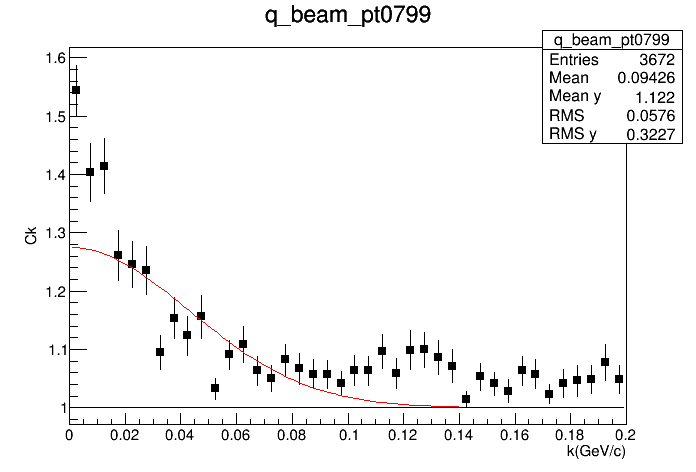 q_beam_pt0799
q_beam_pt0799
Entries 3672
Mean 0.09426
Mean y 1.122
RMS 0.0576
RMS y 0.3227
Ck
1.6
1.5
1.4
1.3
1.2
1.1
1
0 0.02 0.04 0.06 0.08 0.1 0.12 0.14 0.16 0.18 0.2
k(GeV/c)